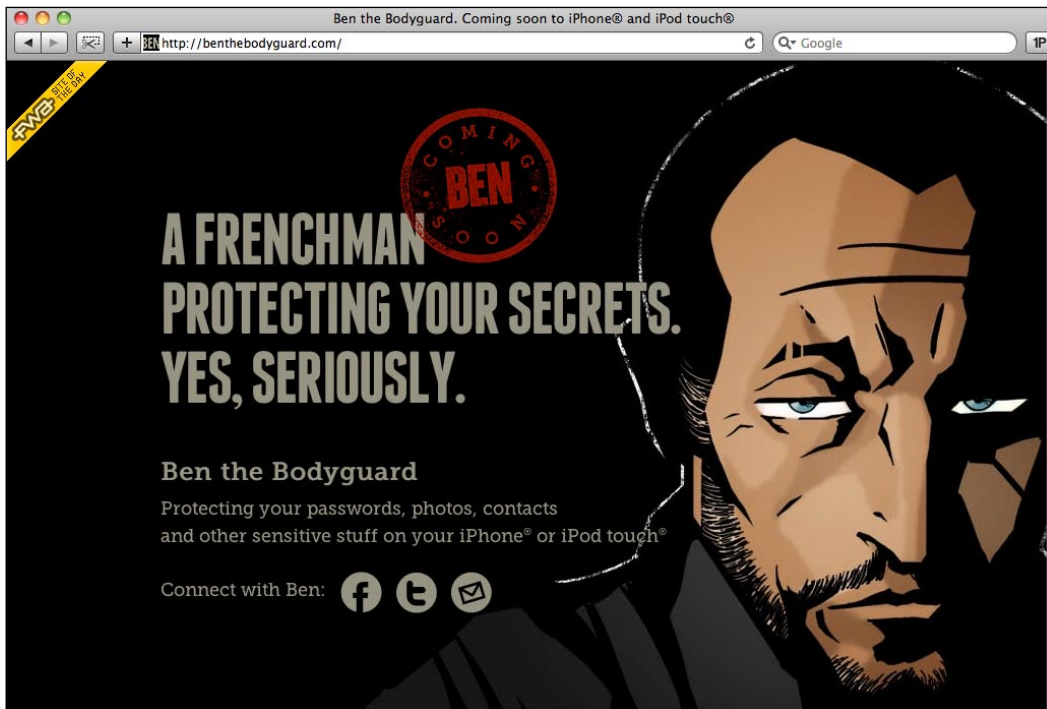 Ben the Bodyguard. Coming soon to iPhone® and iPod touch®
BEN http://benthebodyguard.com/
Google
1P
FWA SITE OF THE DAY
COMING
BEN
SOON
A FRENCHMAN
PROTECTING YOUR SECRETS.
YES, SERIOUSLY.
Ben the Bodyguard
Protecting your passwords, photos, contacts
and other sensitive stuff on your iPhone® or iPod touch®
Connect with Ben: